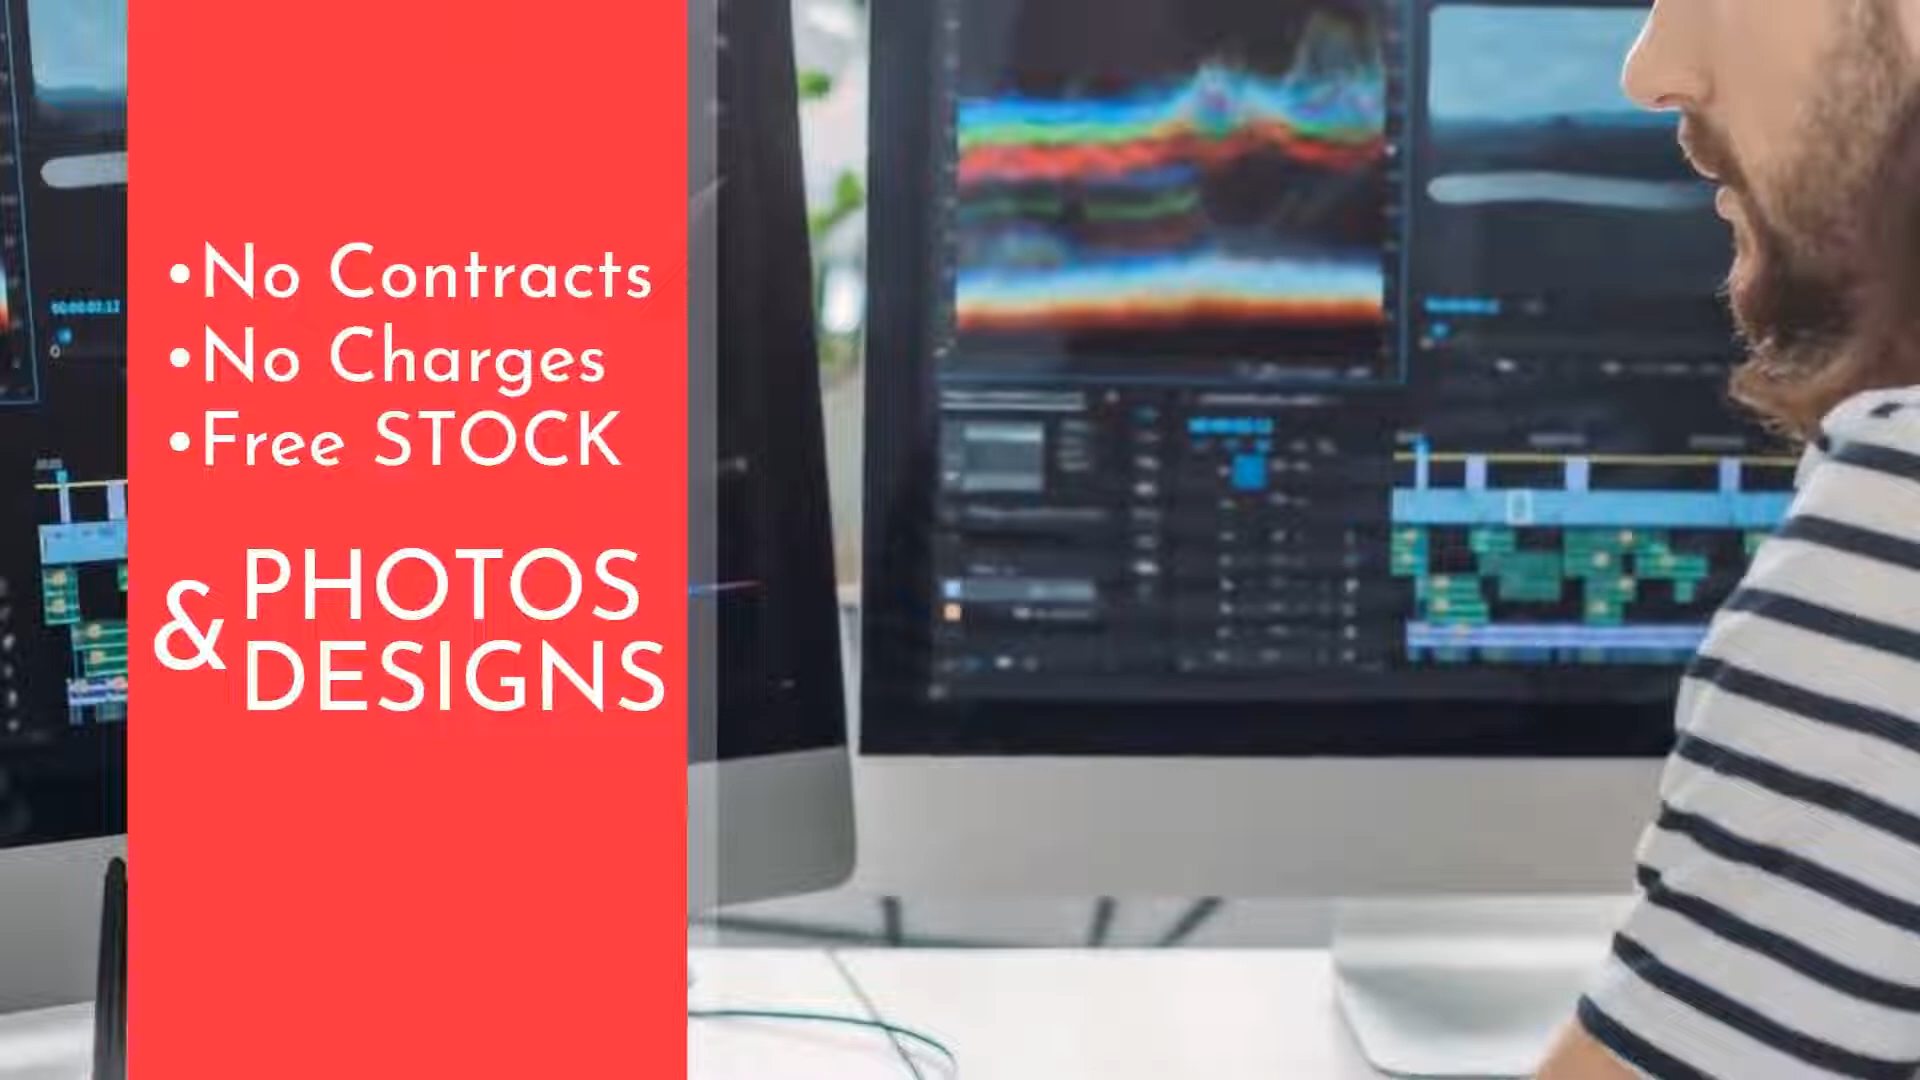 •No Contracts
•No Charges
•Free STOCK
& PHOTOS
DESIGNS